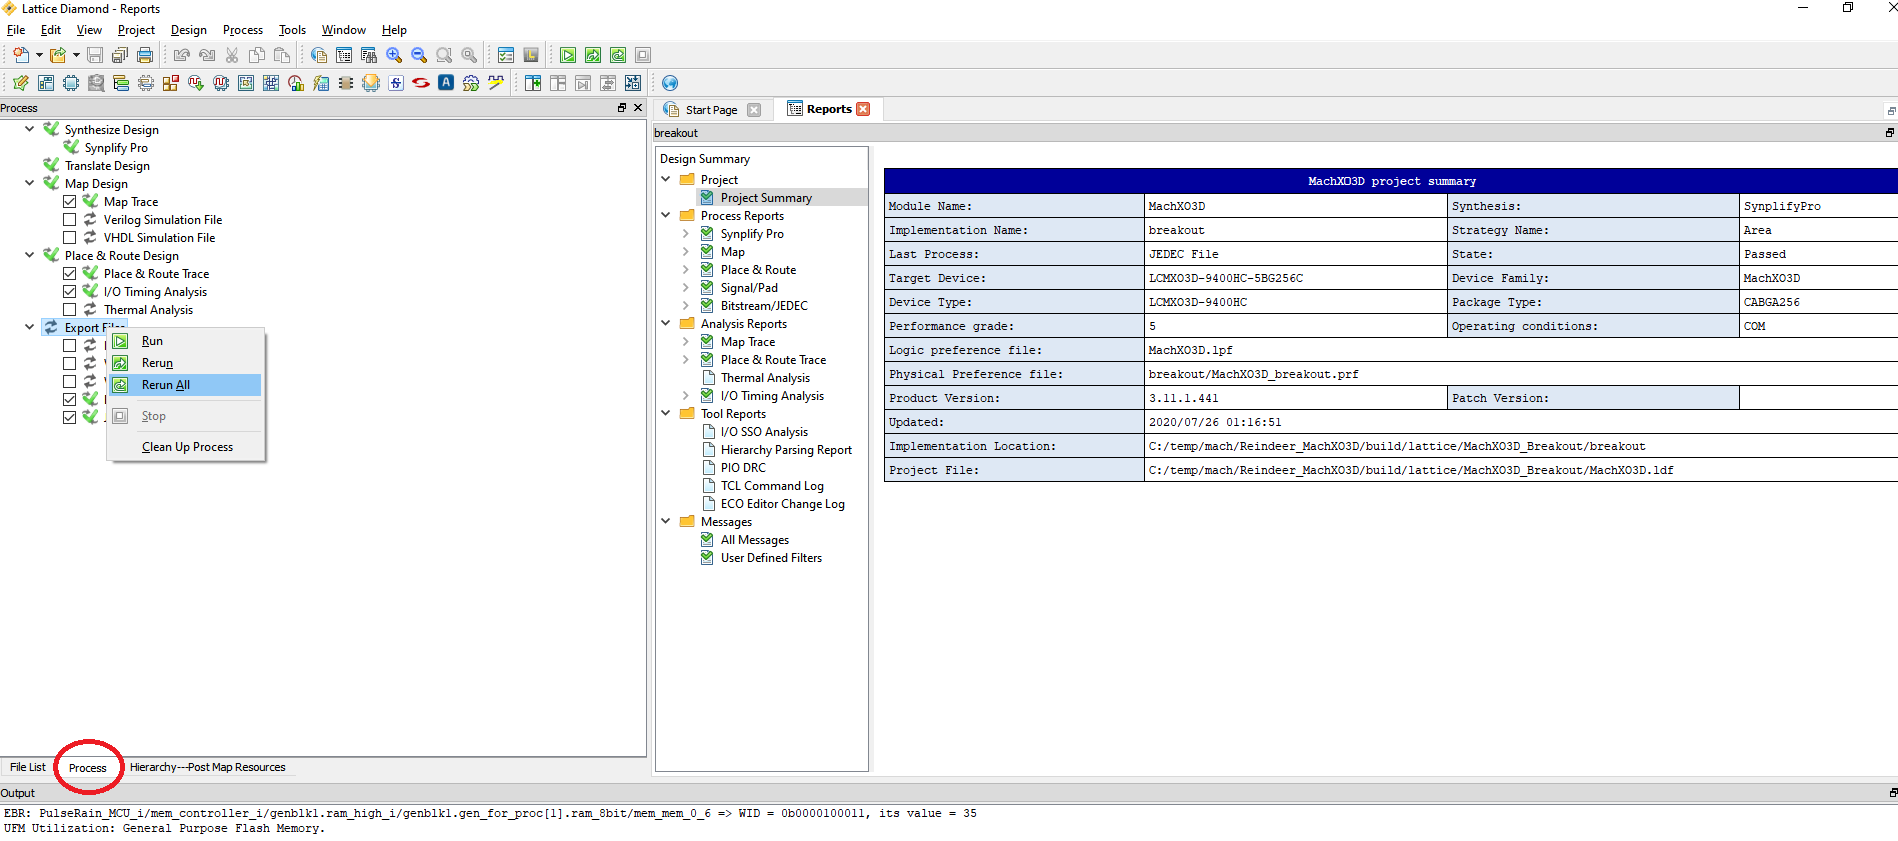 Lattice Diamond - Reports
File Edit View Project Design Process Tools Window Help
Process
Synthesize Design
Synplify Pro
Translate Design
Map Design
Map Trace
Verilog Simulation File
VHDL Simulation File
Place & Route Design
Place & Route Trace
I/O Timing Analysis
Thermal Analysis
Export Files
Run
Rerun
Rerun All
Stop
Clean Up Process
File List Process Hierarchy---Post Map Resources
Start Page Reports
breakout
Design Summary
Project
Project Summary
Process Reports
Synplify Pro
Map
Place & Route
Signal/Pad
Bitstream/JEDEC
Analysis Reports
Map Trace
Place & Route Trace
Thermal Analysis
I/O Timing Analysis
Tool Reports
I/O SSO Analysis
Hierarchy Parsing Report
PIO DRC
TCL Command Log
ECO Editor Change Log
Messages
All Messages
User Defined Filters
MachXO3D project summary
Module Name: MachXO3D Synthesis: SynplifyPro
Implementation Name: breakout Strategy Name: Area
Last Process: JEDEC File State: Passed
Target Device: LCMXO3D-9400HC-5BG256C Device Family: MachXO3D
Device Type: LCMXO3D-9400HC Package Type: CABGA256
Performance grade: 5 Operating conditions: COM
Logic preference file: MachXO3D.lpf
Physical Preference file: breakout/MachXO3D_breakout.prf
Product Version: 3.11.1.441 Patch Version:
Updated: 2020/07/26 01:16:51
Implementation Location: C:/temp/mach/Reindeer_MachXO3D/build/lattice/MachXO3D_Breakout/breakout
Project File: C:/temp/mach/Reindeer_MachXO3D/build/lattice/MachXO3D_Breakout/MachXO3D.ldf
Output
EBR: PulseRain_MCU_i/mem_controller_i/genblk1.ram_high_i/genblk1.gen_for_proc[1].ram_8bit/mem_mem_0_6 => WID = 0b0000100011, its value = 35
UFM Utilization: General Purpose Flash Memory.